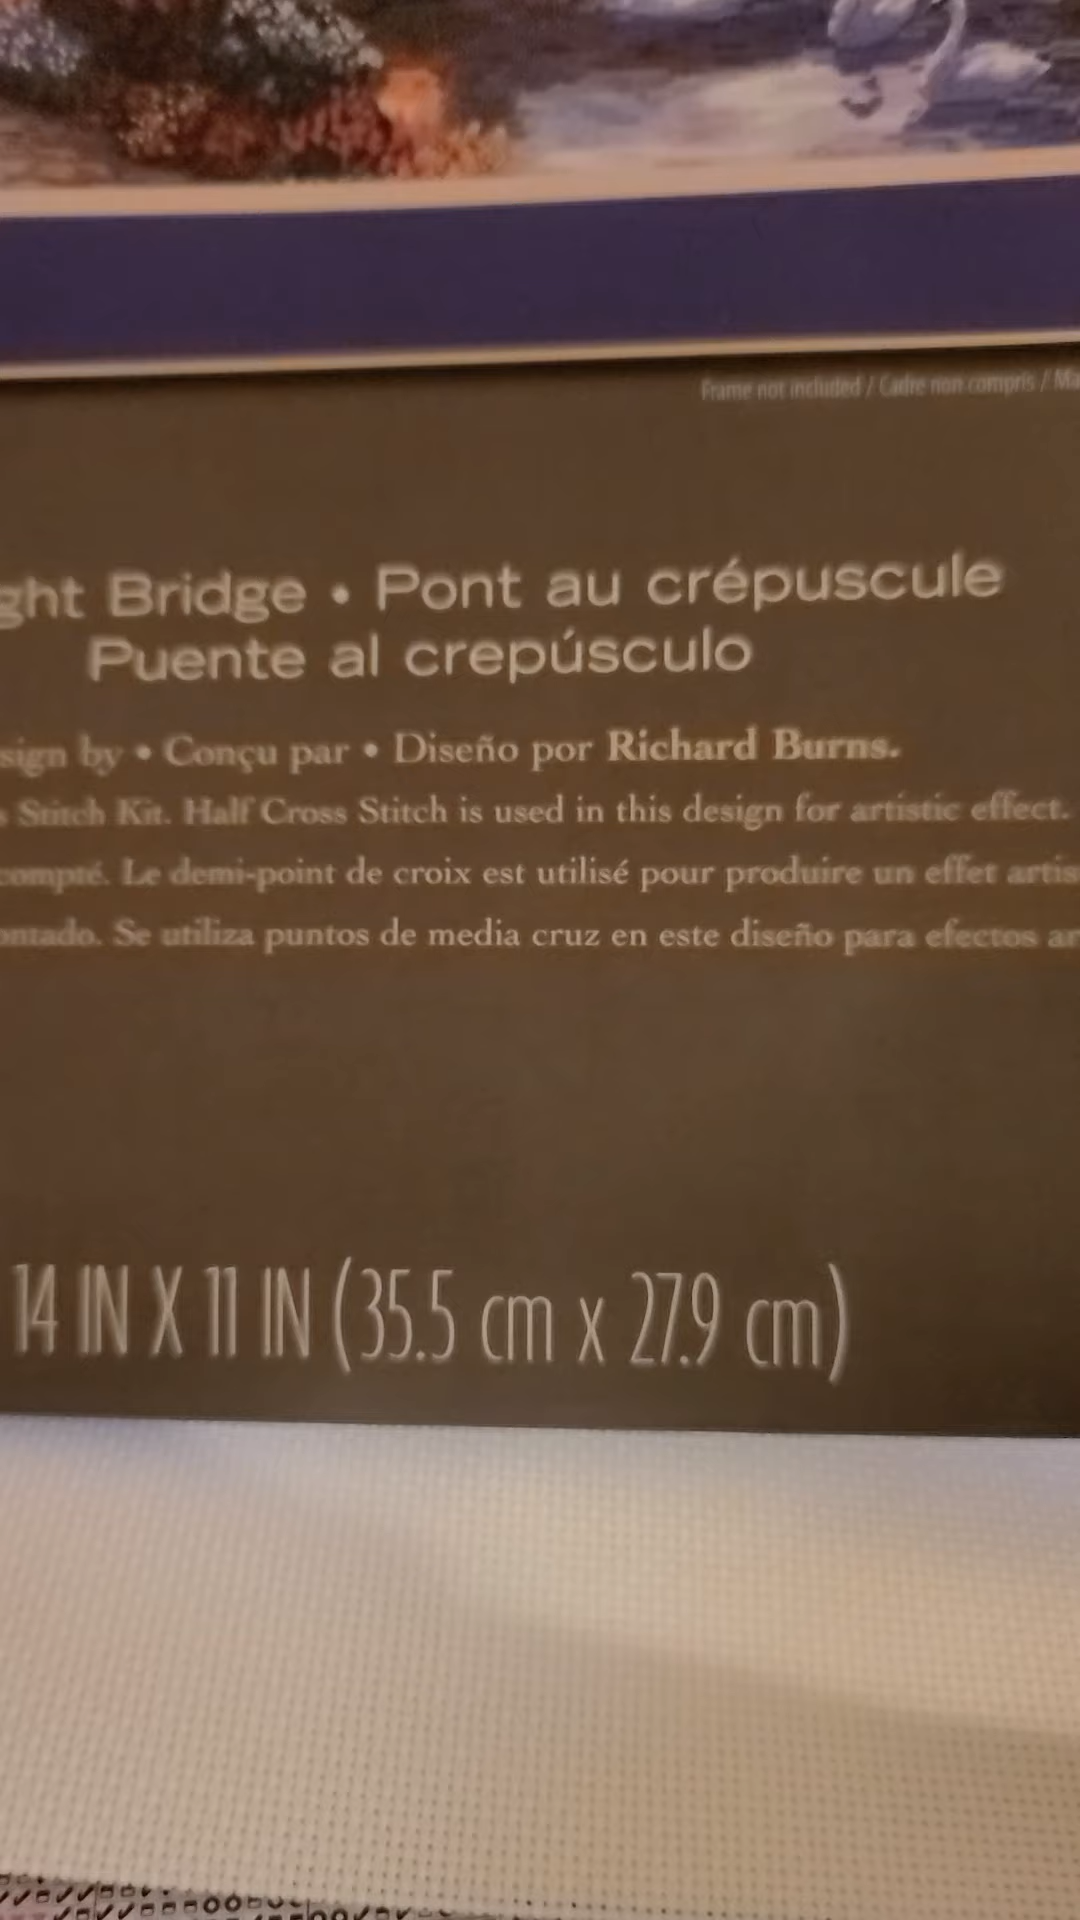 Frame not included / Cadre non compris /
Bridge • Pont au crépuscule
Puente al crepúsculo
by • Conçu par • Diseño por Richard Burns.
Stitch Kit. Half Cross Stitch is used in this design for artistic effect.
compté. Le demi-point de croix est utilisé pour produire un effet
Se utiliza puntos de media cruz en este diseño para efectos
14 IN X 11 IN (35.5 cm x 27.9 cm)